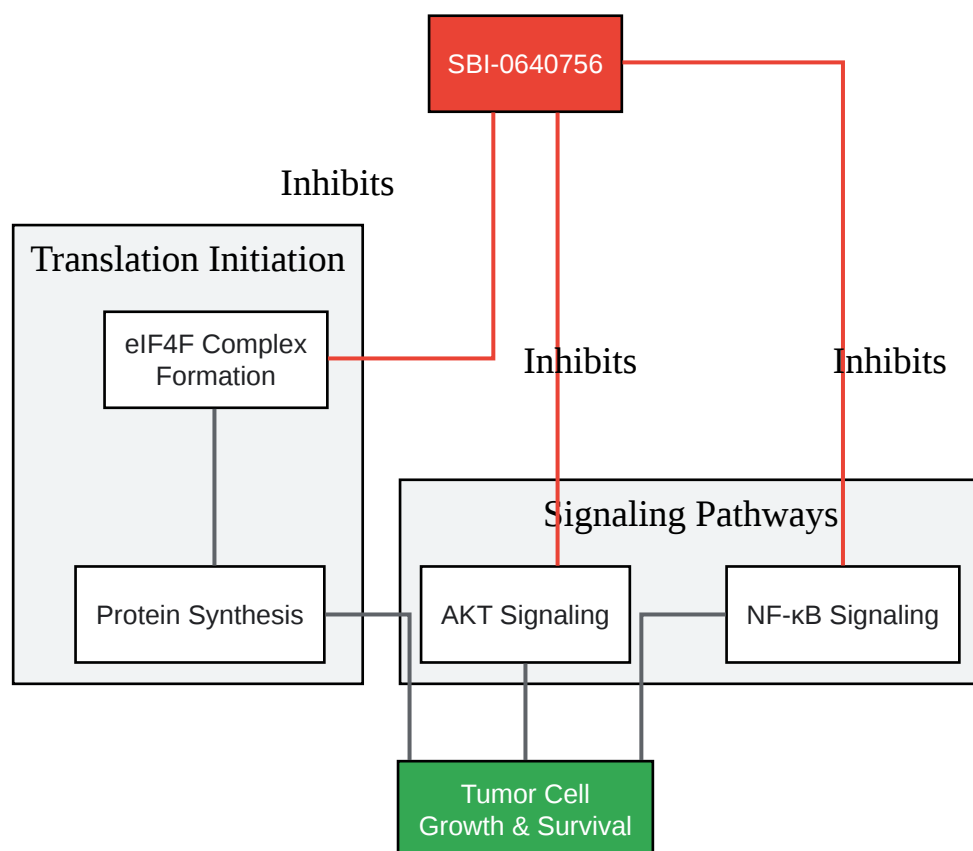 SBI-0640756
Inhibits
Translation Initiation
eIF4F Complex
Formation
Inhibits
Inhibits
Signaling Pathways
Protein Synthesis
AKT Signaling
NF-κB Signaling
Tumor Cell
Growth & Survival